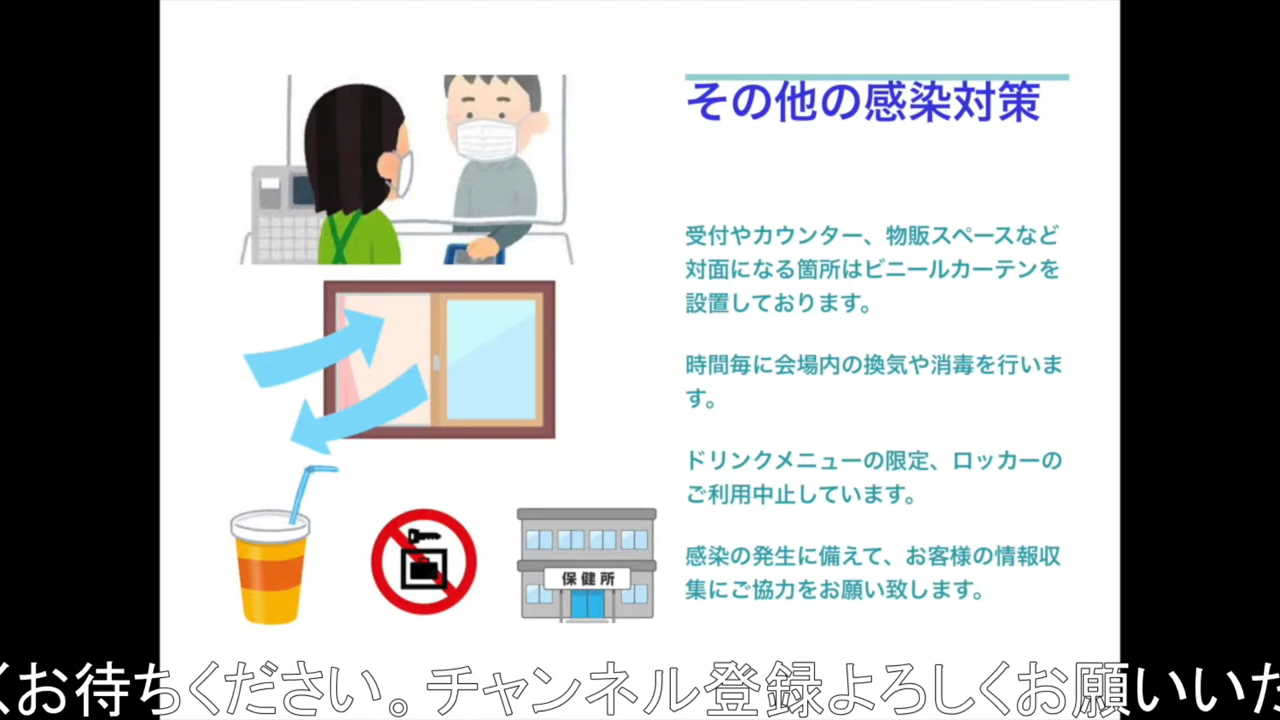 その他の感染対策
受付やカウンター、物販スペースなど
対面になる箇所はビニールカーテンを
設置しております。
時間毎に会場内の換気や消毒を行いま
す。
ドリンクメニューの限定、ロッカーの
ご利用中止しています。
感染の発生に備えて、お客様の情報収
集にご協力をお願い致します。
保健所
くお待ちください。チャンネル登録よろしくお願いいた